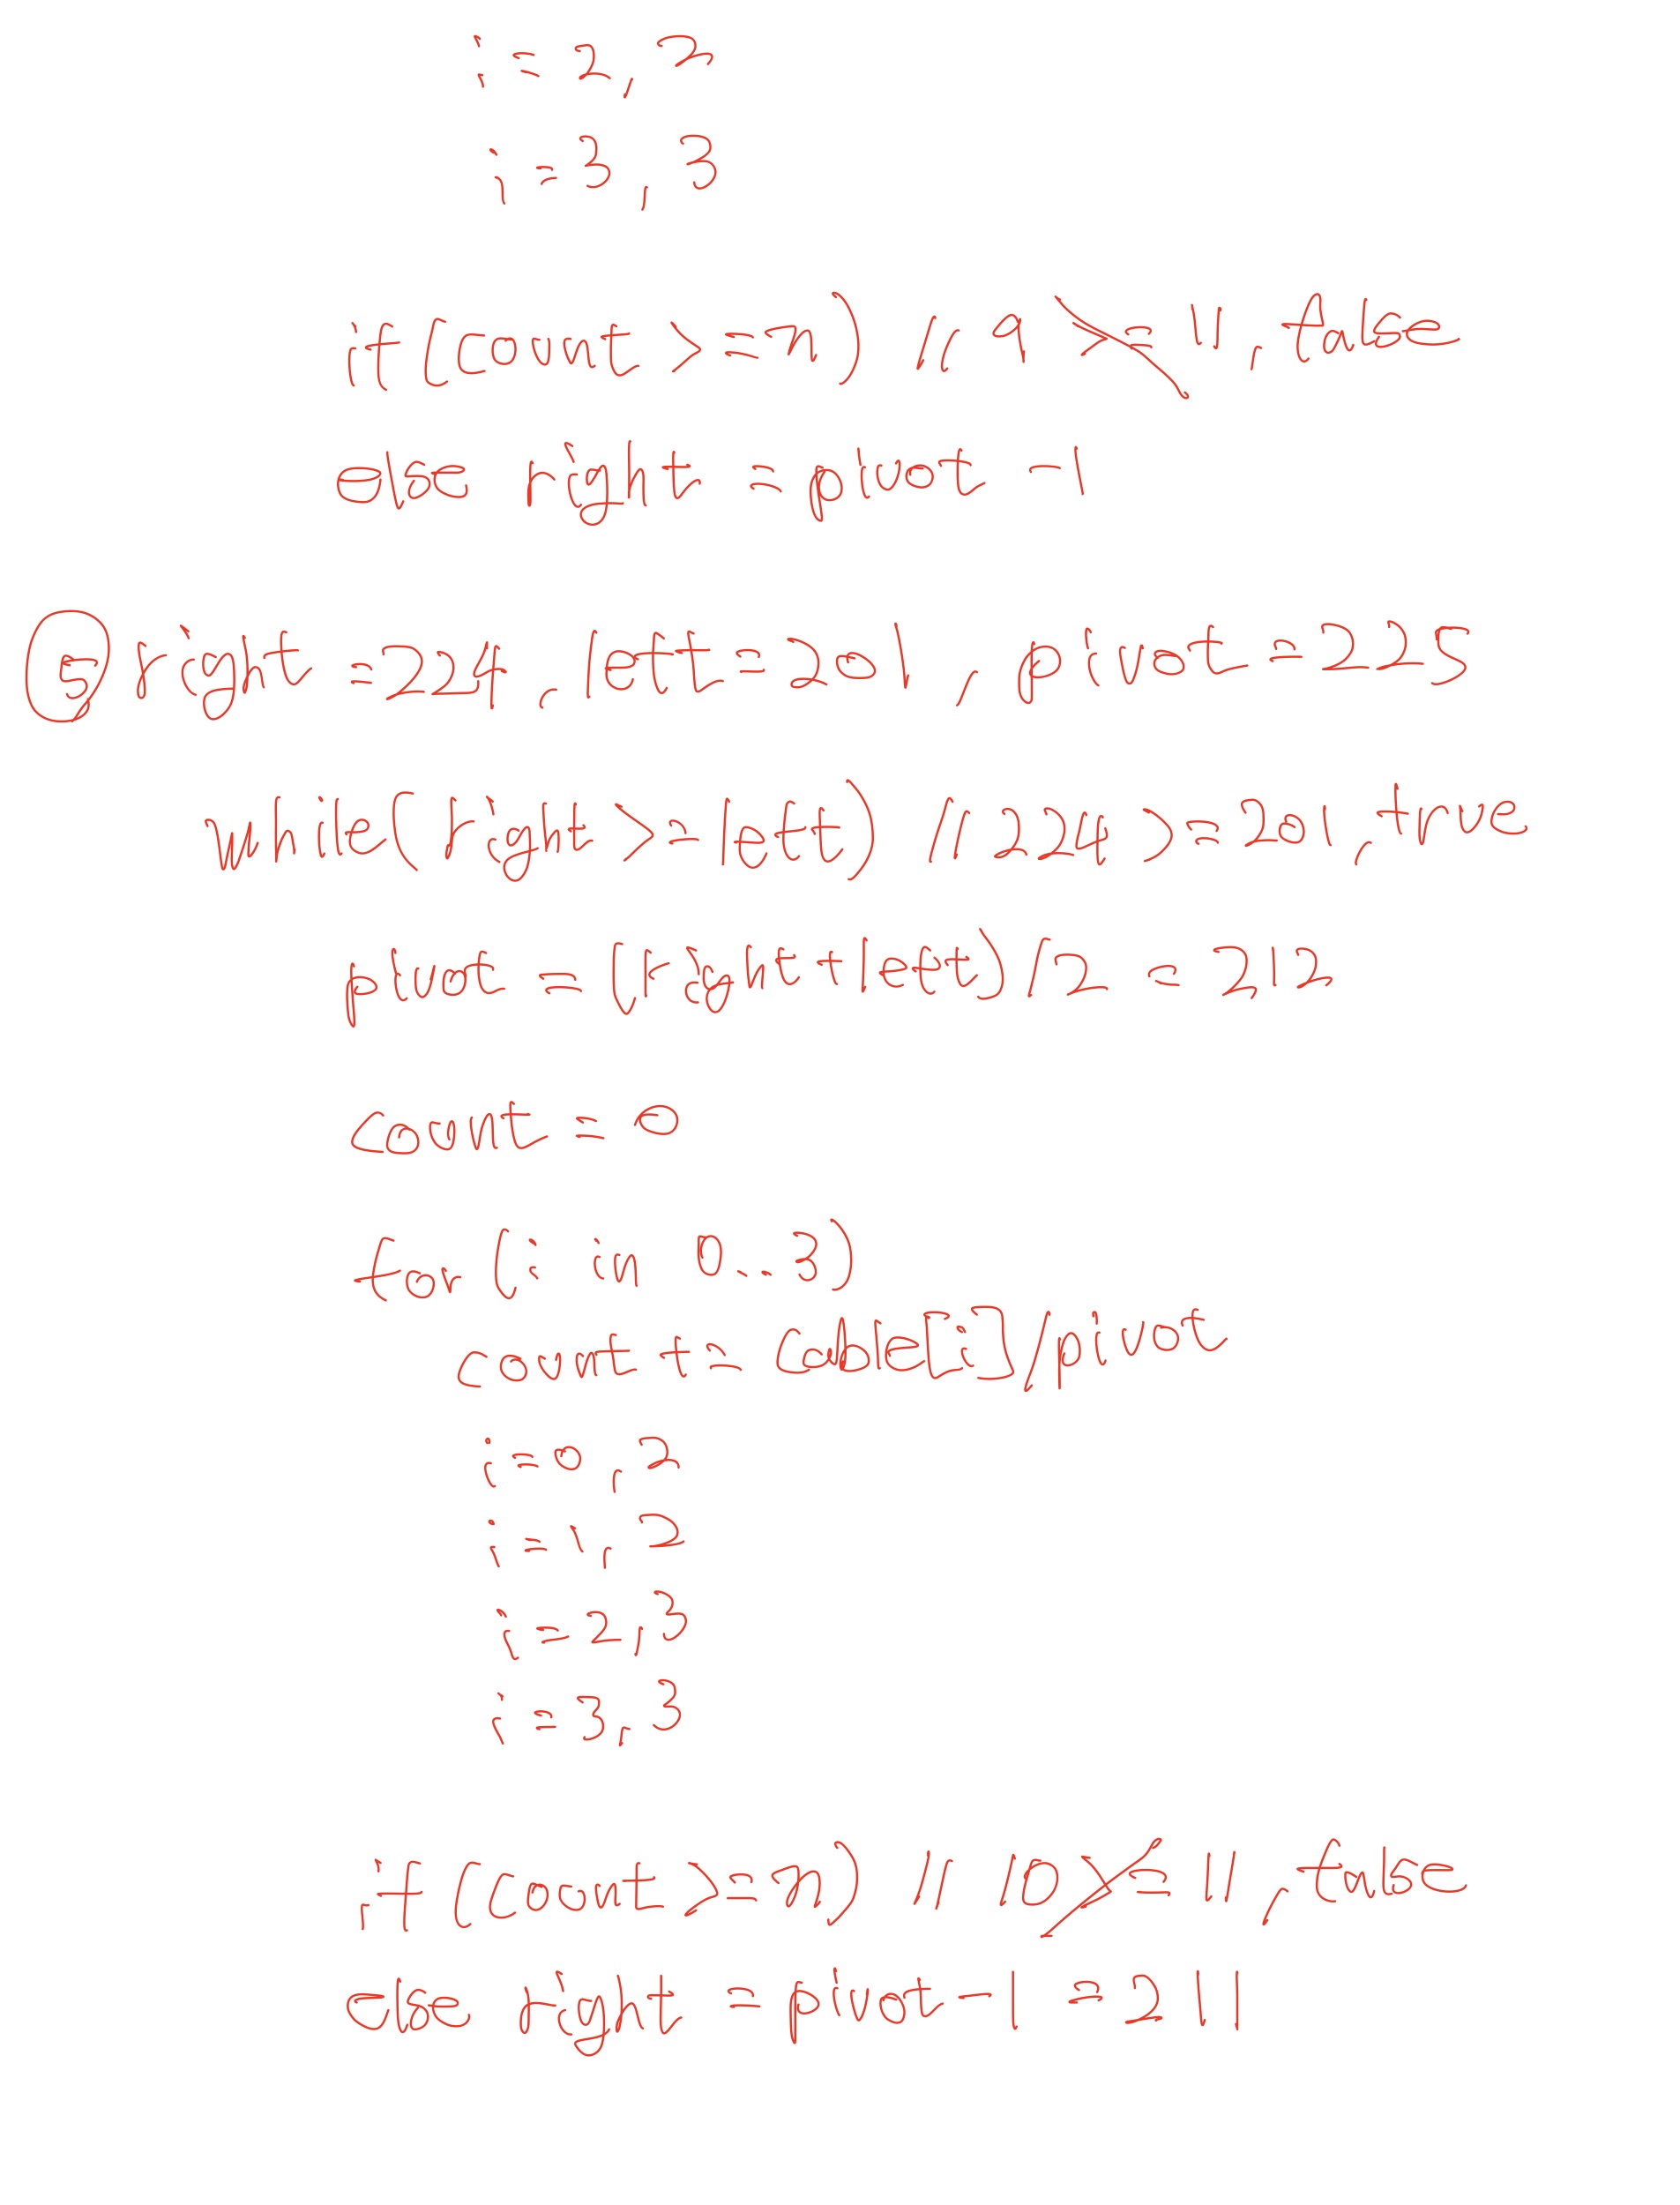 i = 2, 2
i = 3, 3
if (count >= n) // 9 >= 11, false
else right = pivot - 1
⑤ right = 224, left = 201, pivot = 225
while(right >= left) // 224 >= 201, true
pivot = (right + left) / 2 = 212
count = 0
for (i in 0..3)
count += cable[i] / pivot
i = 0, 2
i = 1, 2
i = 2, 3
i = 3, 3
if (count >= n) // 10 >= 11, false
else right = pivot - 1 = 211